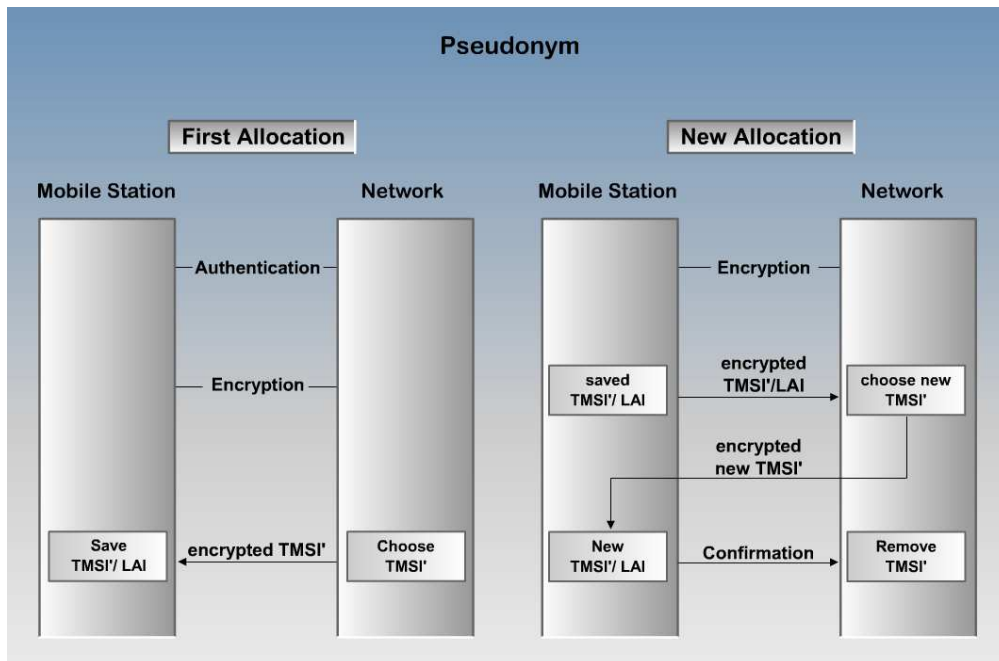 Pseudonym
First Allocation
Mobile Station
Network
Authentication
Encryption
Save
TMSI'/ LAI
encrypted TMSI'
Choose
TMSI'
New Allocation
Mobile Station
Network
Encryption
saved
TMSI'/ LAI
encrypted
TMSI'/LAI
choose new
TMSI'
encrypted
new TMSI'
New
TMSI'/ LAI
Confirmation
Remove
TMSI'